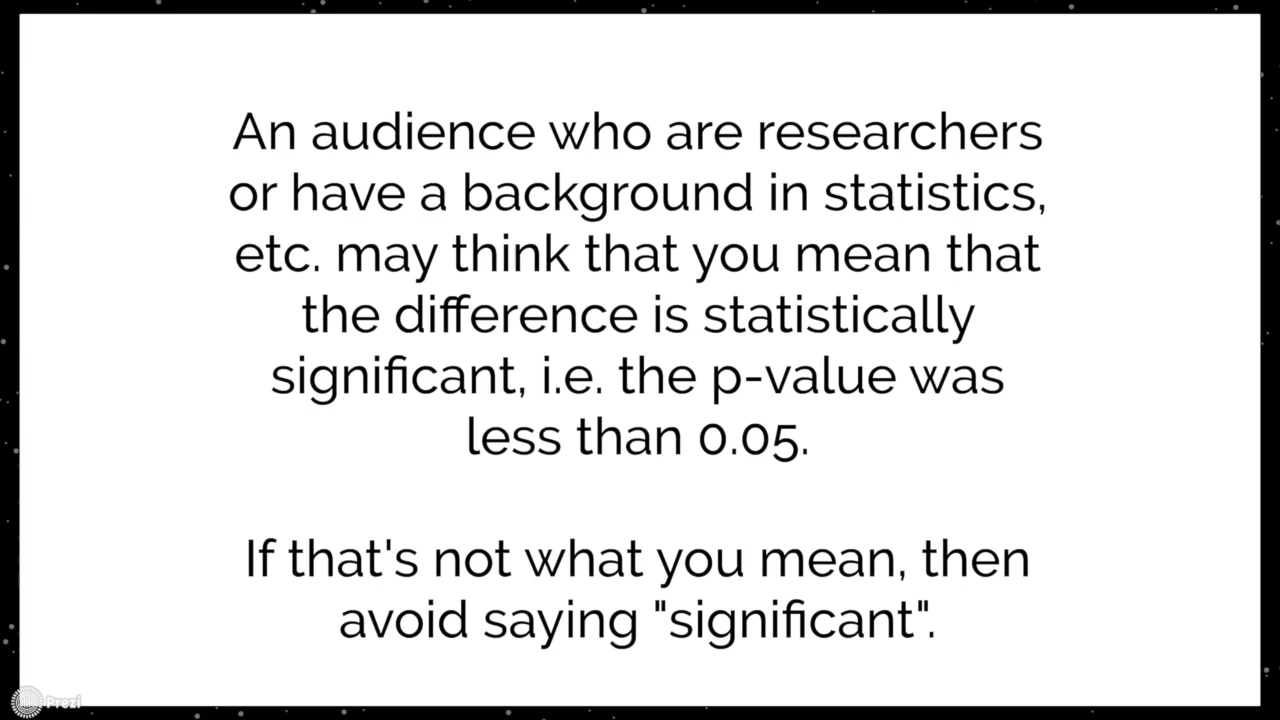 An audience who are researchers
or have a background in statistics,
etc. may think that you mean that
the difference is statistically
significant, i.e. the p-value was
less than 0.05.
If that's not what you mean, then
avoid saying "significant".
Prezi